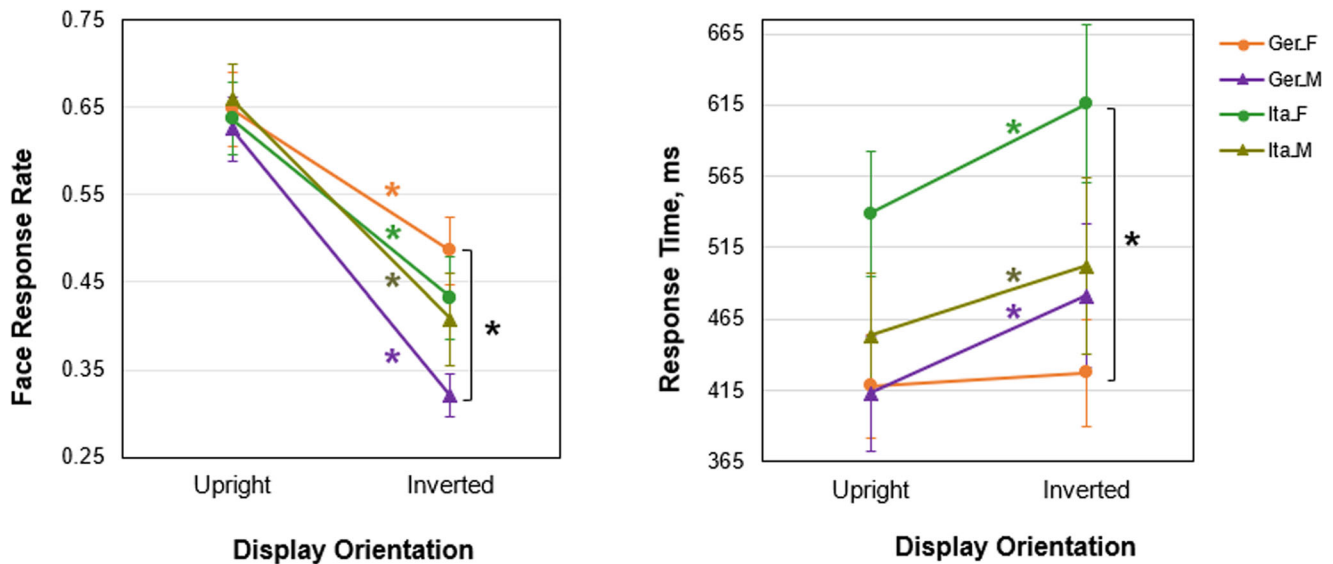 Face Response Rate
0.75
0.65
0.55
0.45
0.35
0.25
*
*
*
*
*
Upright
Inverted
Display Orientation
Response Time, ms
665
615
565
515
465
415
365
*
*
*
*
Upright
Inverted
Display Orientation
Ger_F
Ger_M
Ita_F
Ita_M